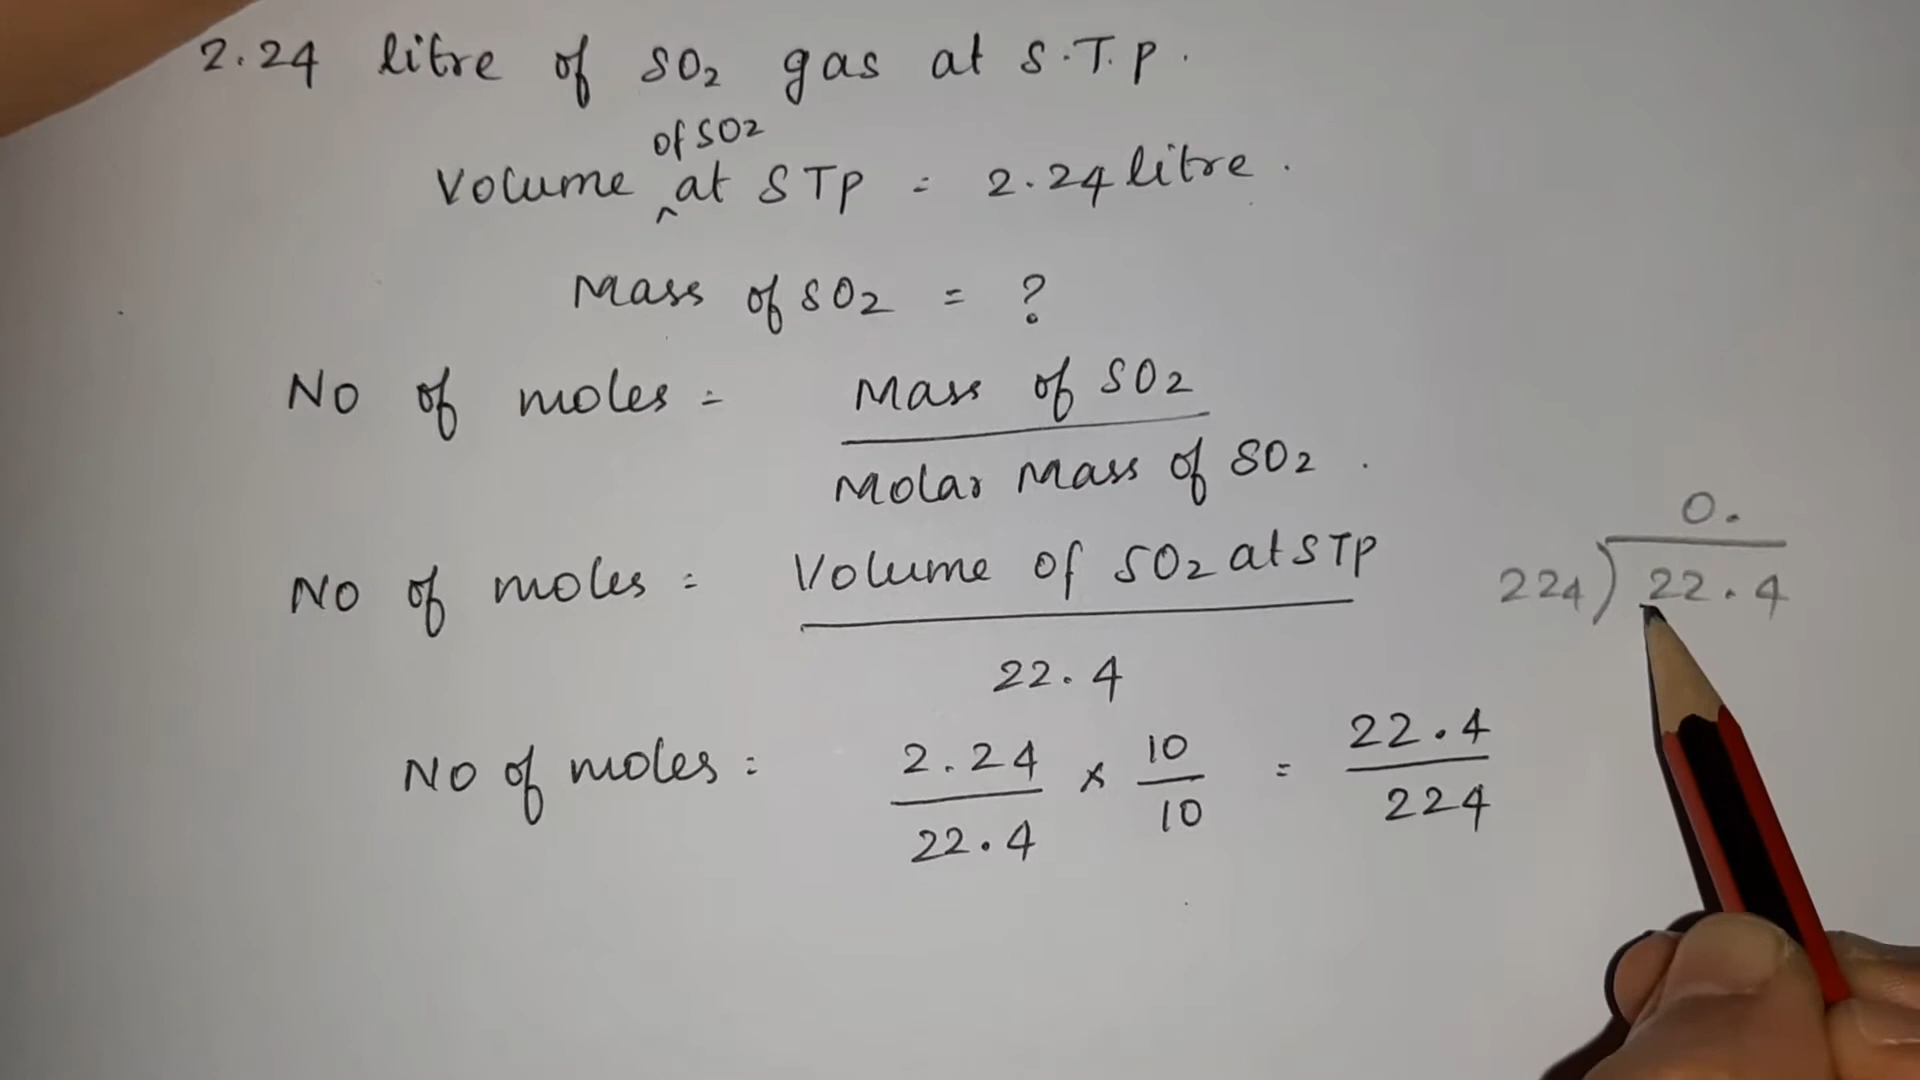 2.24 litre of SO2 gas at S.T.P.
of SO2
Volume ^ at STP = 2.24 litre.
Mass of SO2 = ?
No of moles = Mass of SO2
Molar Mass of SO2.
No of moles = Volume of SO2 at STP
22.4
No of moles = 2.24 × 10 = 22.4
22.4 10 224
0.
224) 22.4